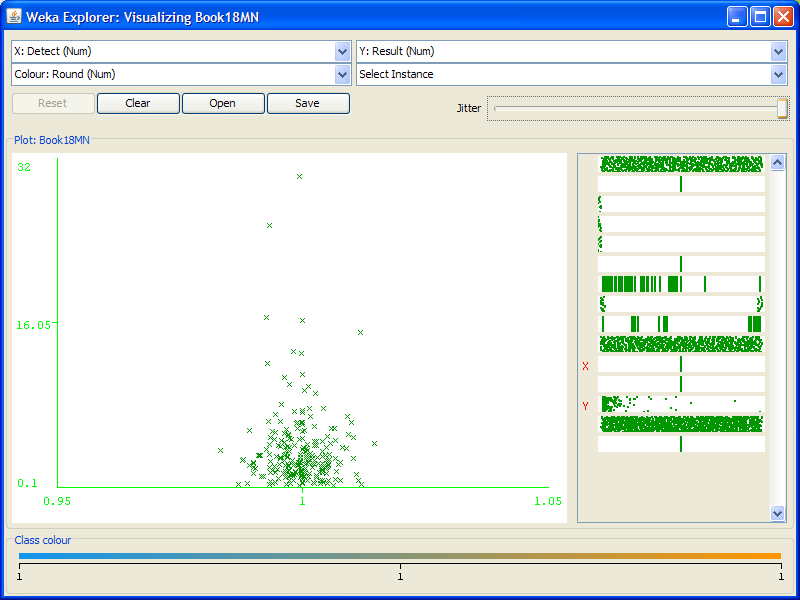 Weka Explorer: Visualizing Book18MN
X: Detect (Num)
Y: Result (Num)
Colour: Round (Num)
Select Instance
Reset
Clear
Open
Save
Jitter
Plot: Book18MN
32
16.05
0.1
0.95
1
1.05
X
Y
Class colour
1
1
1